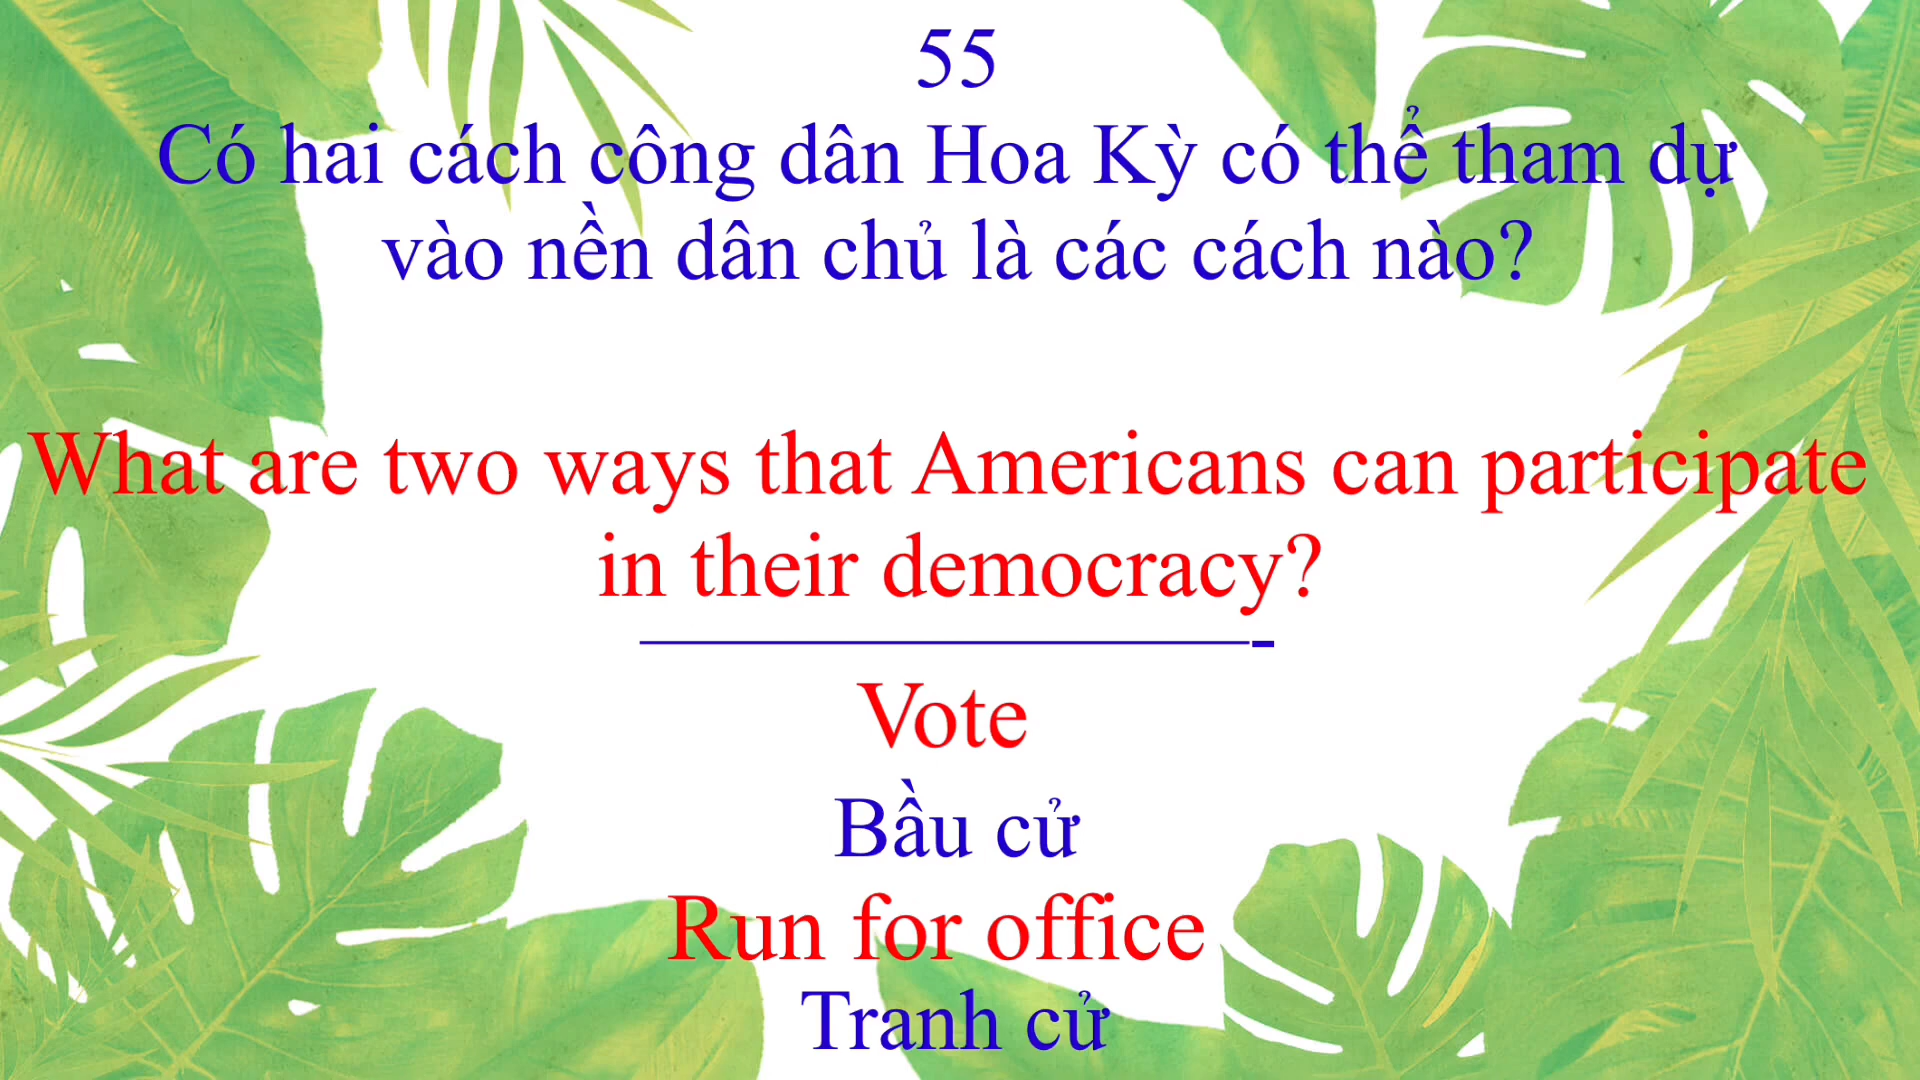 55
Có hai cách công dân Hoa Kỳ có thể tham dự
vào nền dân chủ là các cách nào?
What are two ways that Americans can participate
in their democracy?
———————————-
Vote
Bầu cử
Run for office
Tranh cử